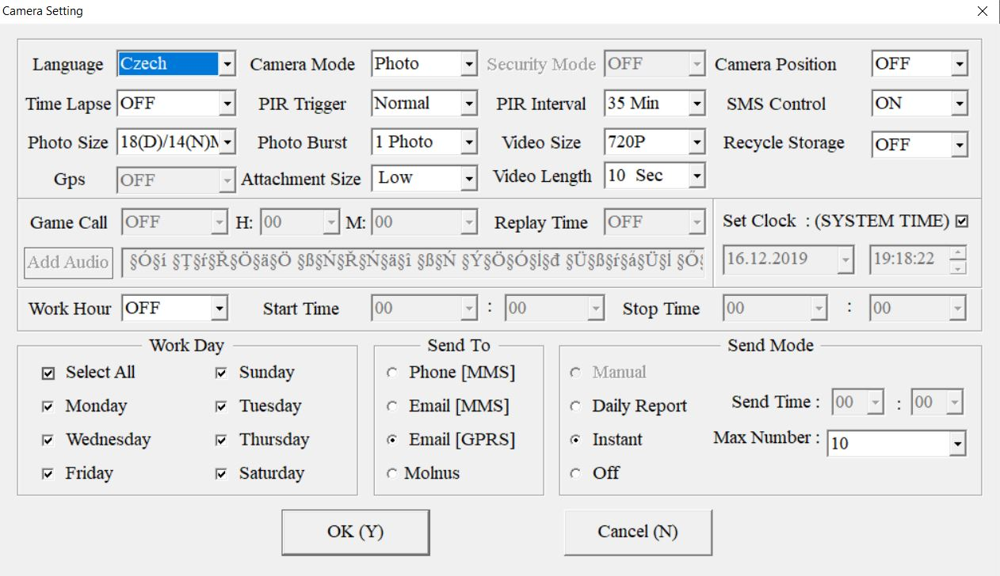 Camera Setting
Language Czech Camera Mode Photo Security Mode OFF Camera Position OFF
Time Lapse OFF PIR Trigger Normal PIR Interval 35 Min SMS Control ON
Photo Size 18(D)/14(N)M Photo Burst 1 Photo Video Size 720P Recycle Storage OFF
Gps OFF Attachment Size Low Video Length 10 Sec
Game Call OFF H: 00 M: 00 Replay Time OFF Set Clock : (SYSTEM TIME)
Add Audio 16.12.2019 19:18:22
Work Hour OFF Start Time 00 : 00 Stop Time 00 : 00
Work Day
Select All Sunday
Monday Tuesday
Wednesday Thursday
Friday Saturday
Send To
Phone [MMS]
Email [MMS]
Email [GPRS]
Molnus
Send Mode
Manual
Daily Report Send Time : 00 : 00
Instant Max Number : 10
Off
OK (Y) Cancel (N)